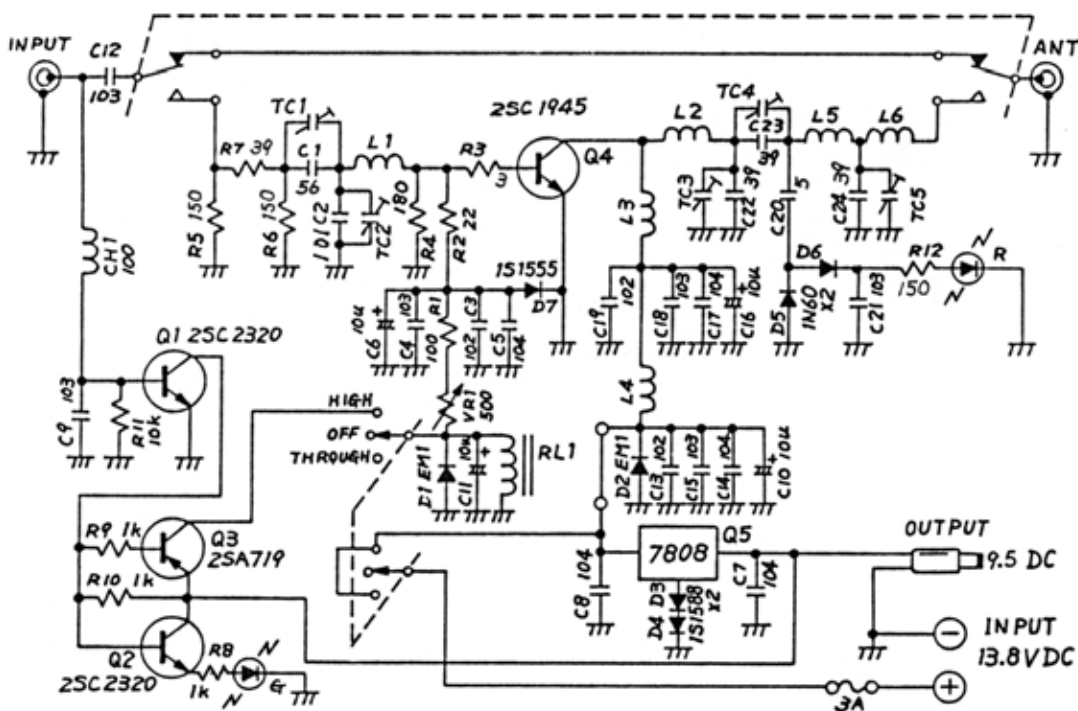 INPUT
C12
103
ANT
TC1
2SC 1945
TC4
L2
C23
39
L5
L6
R7 39
C1
56
L1
R3
3
Q4
R5 150
R6 150
101 C2
TC2
180
R4
R2 22
L3
TC3
C22 39
C20
5
C24 39
TC5
CH1
100
1S1555
D7
D6
R12
150
R
10u
C6
103
C4
R1
100
C3
102
C5
104
C19
102
103
C18
104
C17
10u
C16
D5
1N60
X2
C21 103
Q1 2SC2320
103
C9
R11
10k
HIGH
OFF
THROUGH
VR1
500
L4
D1 EM1
10u
C11
RL1
D2 EM1
102
C13
103
C15
104
C14
C10 10u
R9 1k
Q3
2SA719
R10 1k
Q5
7808
104
C8
D3
D4
1S1588
X2
C7
104
OUTPUT
9.5 DC
Q2
2SC2320
R8
1k
G
INPUT
13.8V DC
3A